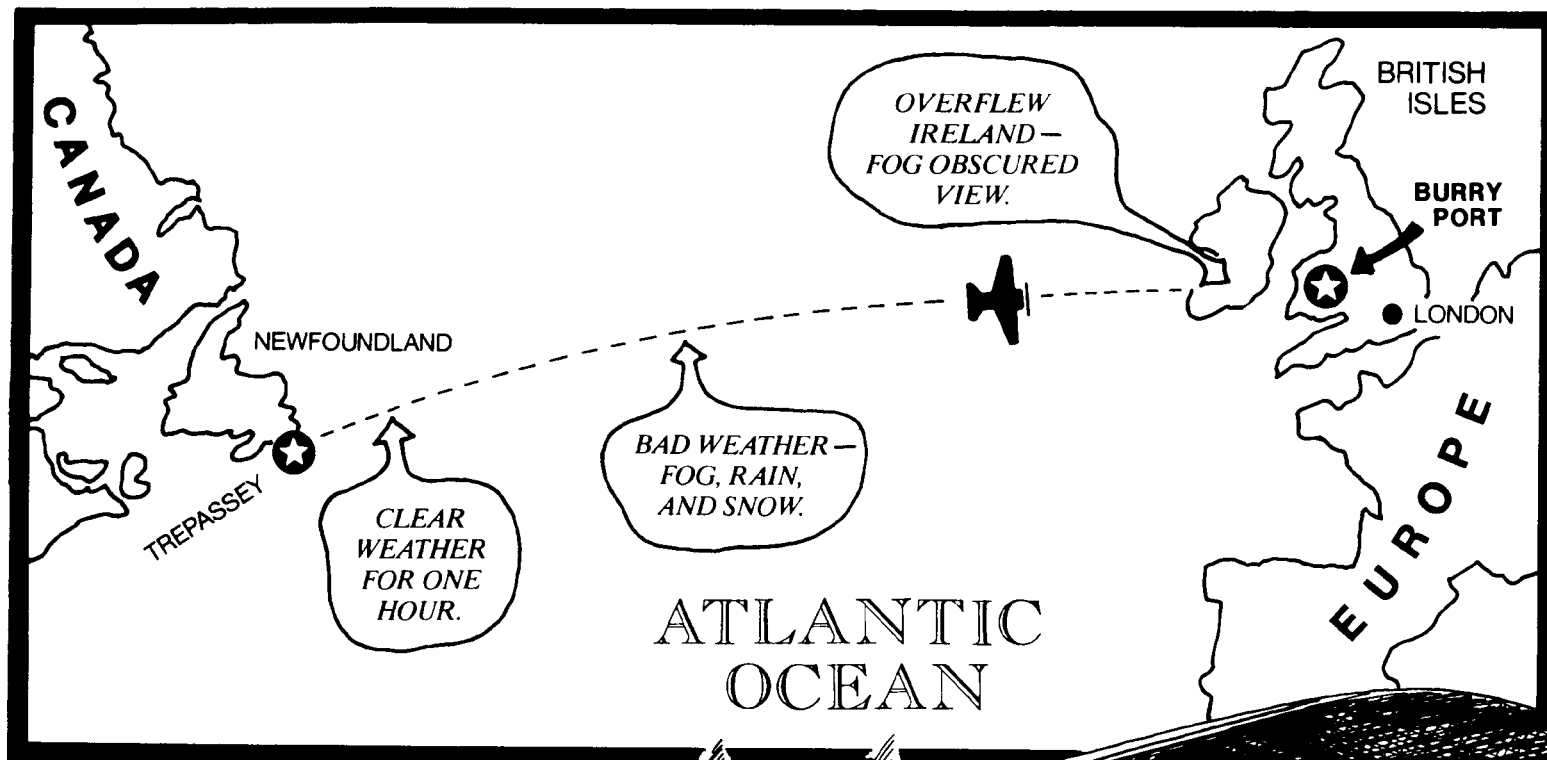 CANADA
NEWFOUNDLAND
TREPASSEY
CLEAR
WEATHER
FOR ONE
HOUR.
BAD WEATHER —
FOG, RAIN,
AND SNOW.
OVERFLEW
IRELAND —
FOG OBSCURED
VIEW.
BRITISH
ISLES
BURRY
PORT
LONDON
EUROPE
ATLANTIC
OCEAN